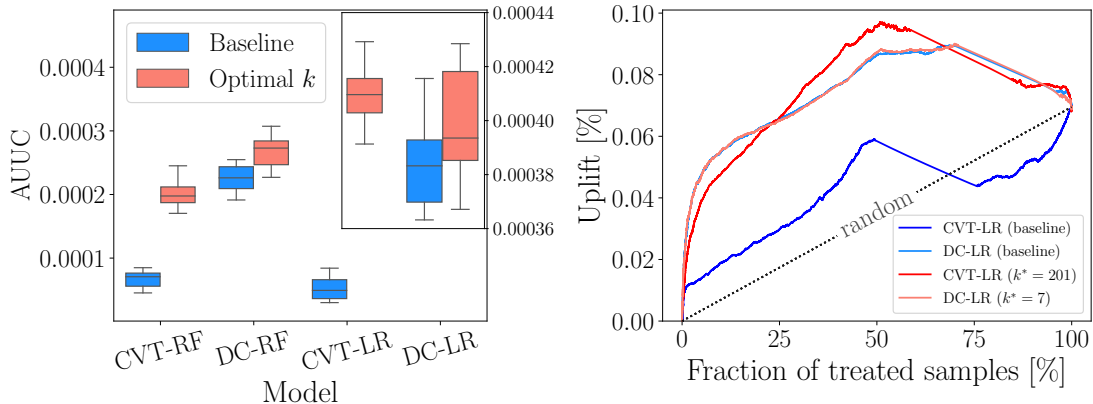 AUUC
0.0004
0.0003
0.0002
0.0001
Baseline
Optimal k
0.00044
0.00042
0.00040
0.00038
0.00036
CVT-RF
DC-RF
CVT-LR
DC-LR
Model
Uplift [%]
0.10
0.08
0.06
0.04
0.02
0.00
random
CVT-LR (baseline)
DC-LR (baseline)
CVT-LR (k* = 201)
DC-LR (k* = 7)
0
25
50
75
100
Fraction of treated samples [%]